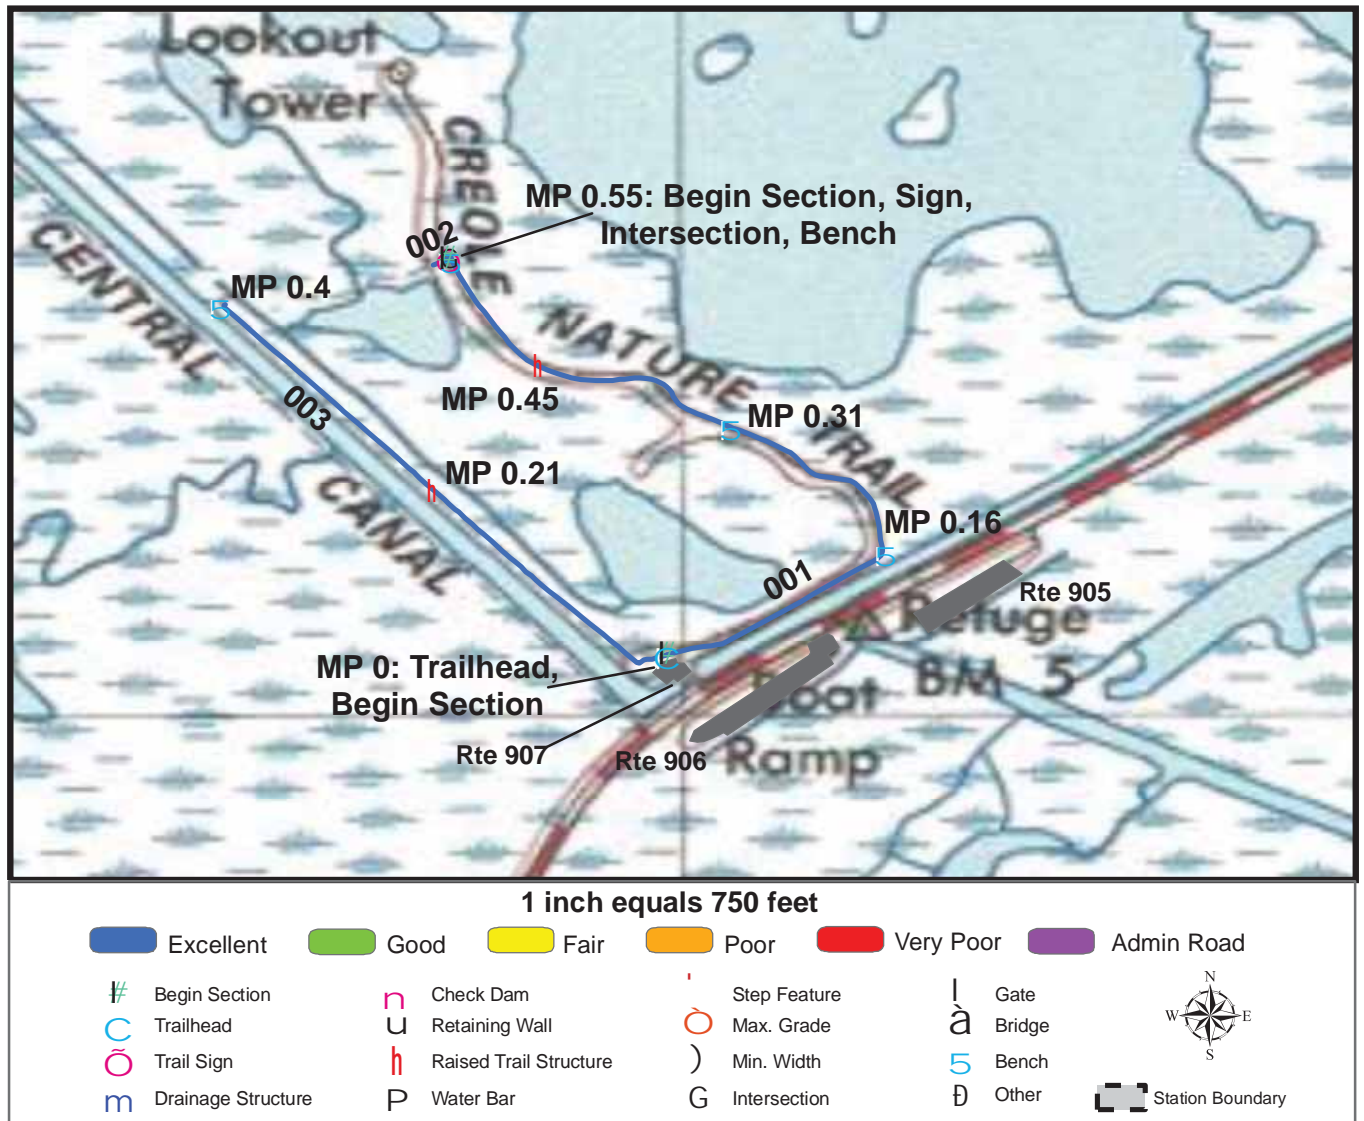 Lookout
Tower
CREOLE
MP 0.55: Begin Section, Sign,
Intersection, Bench
002
CENTRAL
MP 0.4
5
NATURE
h
MP 0.45
003
MP 0.31
5
TRAIL
MP 0.21
h
CANAL
MP 0.16
5
001
Rte 905
Refuge
MP 0: Trailhead,
Begin Section
C
BM 5
Boat
Ramp
Rte 907
Rte 906
1 inch equals 750 feet
Excellent Good Fair Poor Very Poor Admin Road
# Begin Section n Check Dam ' Step Feature l Gate N
C Trailhead u Retaining Wall Ò Max. Grade à Bridge W E
Õ Trail Sign h Raised Trail Structure ) Min. Width 5 Bench S
m Drainage Structure P Water Bar G Intersection Ð Other Station Boundary